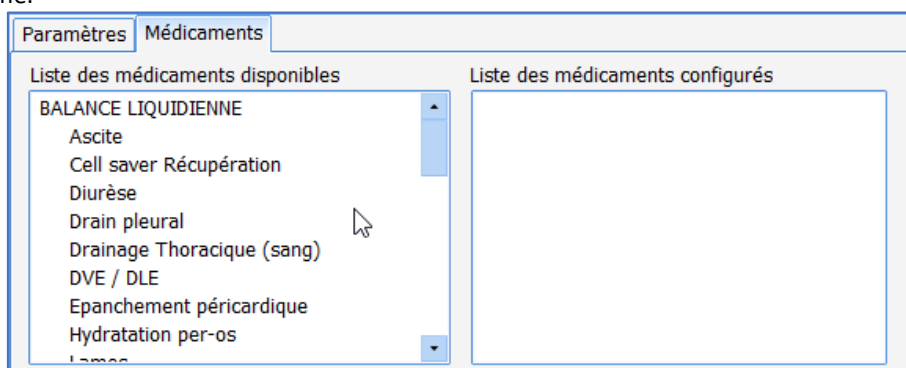 Paramètres Médicaments
Liste des médicaments disponibles
BALANCE LIQUIDIENNE
Ascite
Cell saver Récupération
Diurèse
Drain pleural
Drainage Thoracique (sang)
DVE / DLE
Epanchement péricardique
Hydratation per-os
Liste des médicaments configurés